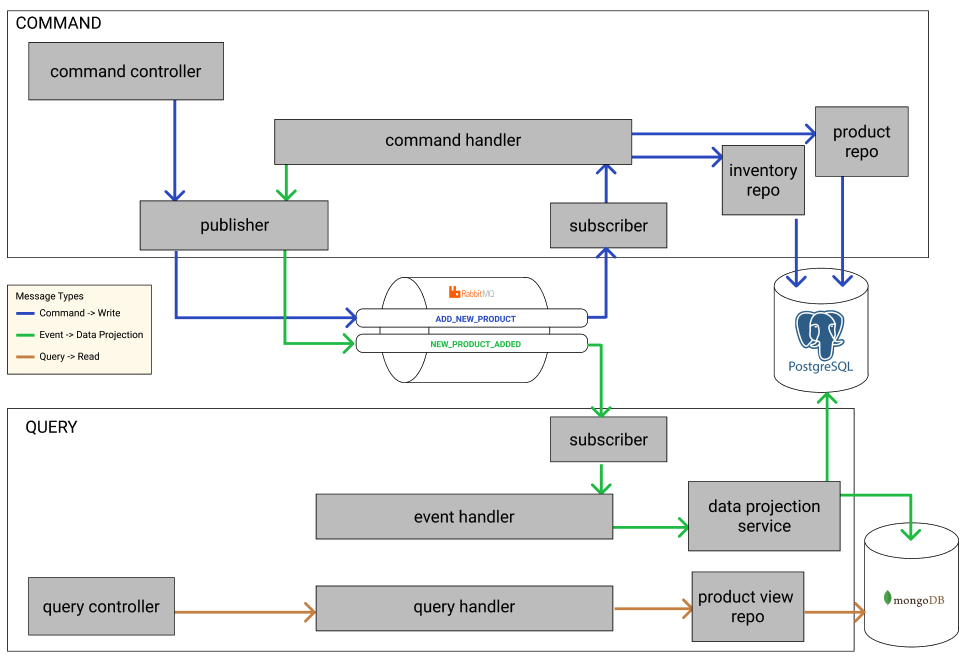 COMMAND
command controller
command handler
product
repo
inventory
repo
publisher
subscriber
Message Types
Command -> Write
Event -> Data Projection
Query -> Read
RabbitMQ
ADD_NEW_PRODUCT
NEW_PRODUCT_ADDED
PostgreSQL
QUERY
subscriber
event handler
data projection
service
query controller
query handler
product view
repo
mongoDB